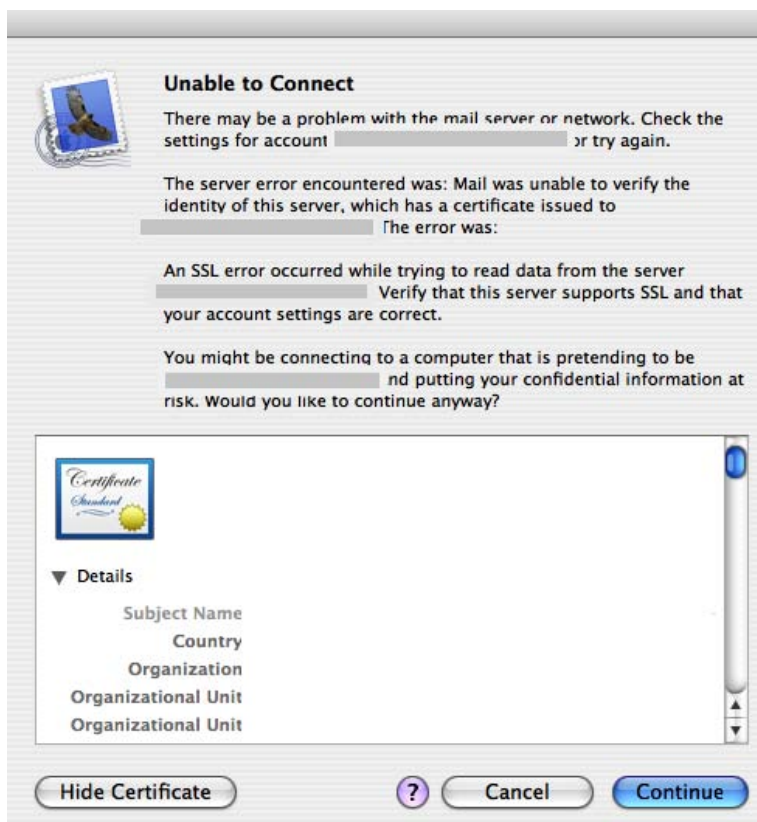 Unable to Connect
There may be a problem with the mail server or network. Check the
settings for account or try again.
The server error encountered was: Mail was unable to verify the
identity of this server, which has a certificate issued to
The error was:
An SSL error occurred while trying to read data from the server
Verify that this server supports SSL and that
your account settings are correct.
You might be connecting to a computer that is pretending to be
nd putting your confidential information at
risk. Would you like to continue anyway?
Certificate
Standard
Details
Subject Name
Country
Organization
Organizational Unit
Organizational Unit
Hide Certificate
?
Cancel
Continue